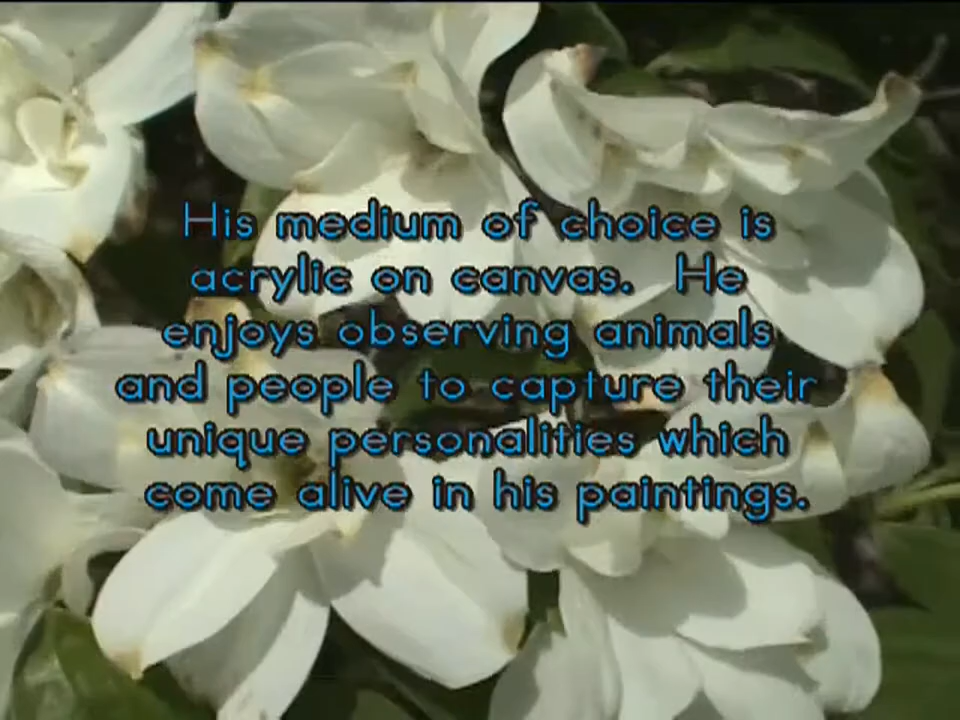 His medium of choice is
acrylic on canvas.  He
enjoys observing animals
and people to capture their
unique personalities which
come alive in his paintings.